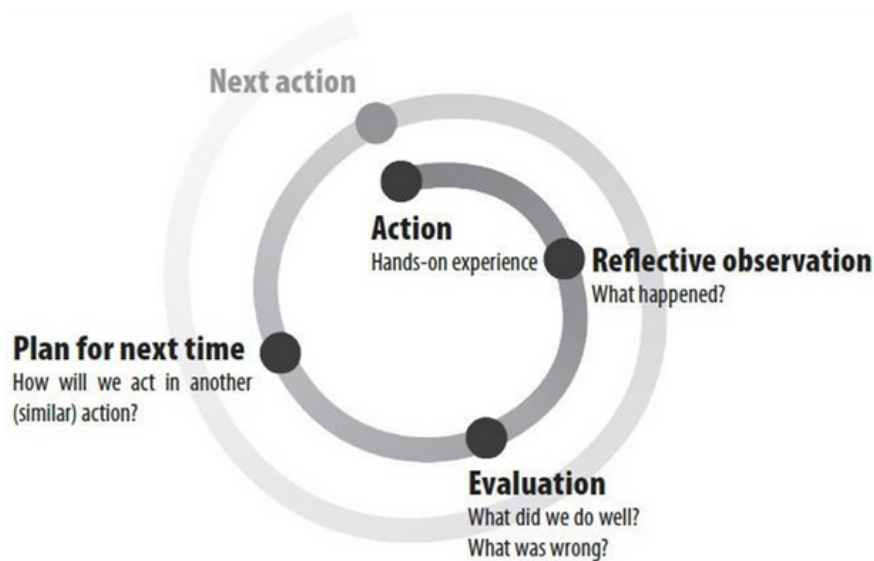 Next action
Action
Hands-on experience
Reflective observation
What happened?
Evaluation
What did we do well?
What was wrong?
Plan for next time
How will we act in another
(similar) action?